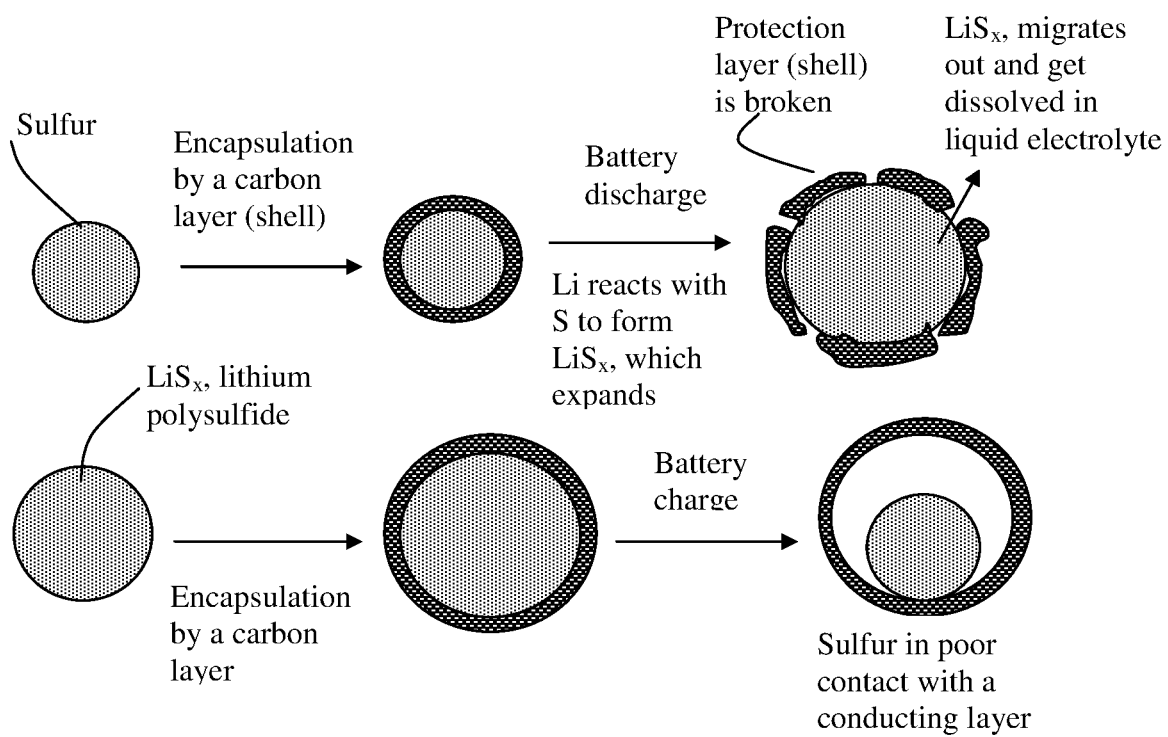 Sulfur
Encapsulation
by a carbon
layer (shell)
Battery
discharge
Li reacts with
S to form
LiSₓ, which
expands
Protection
layer (shell)
is broken
LiSₓ, migrates
out and get
dissolved in
liquid electrolyte
LiSₓ, lithium
polysulfide
Encapsulation
by a carbon
layer
Battery
charge
Sulfur in poor
contact with a
conducting layer